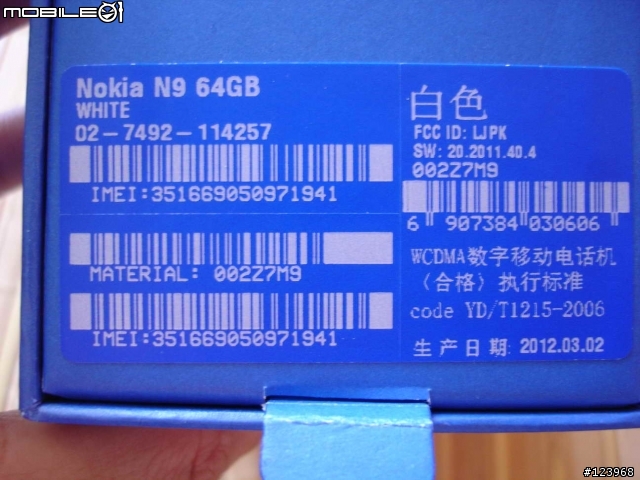 MOBILE01
Nokia N9 64GB
WHITE
02-7492-114257
IMEI:351669050971941
MATERIAL: 002Z7M9
IMEI:351669050971941
白色
FCC ID: LJPK
SW: 20.2011.40.4
002Z7M9
6 907384 030606
WCDMA数字移动电话机
（合格）执行标准
code YD/T1215-2006
生产日期: 2012.03.02
#123968